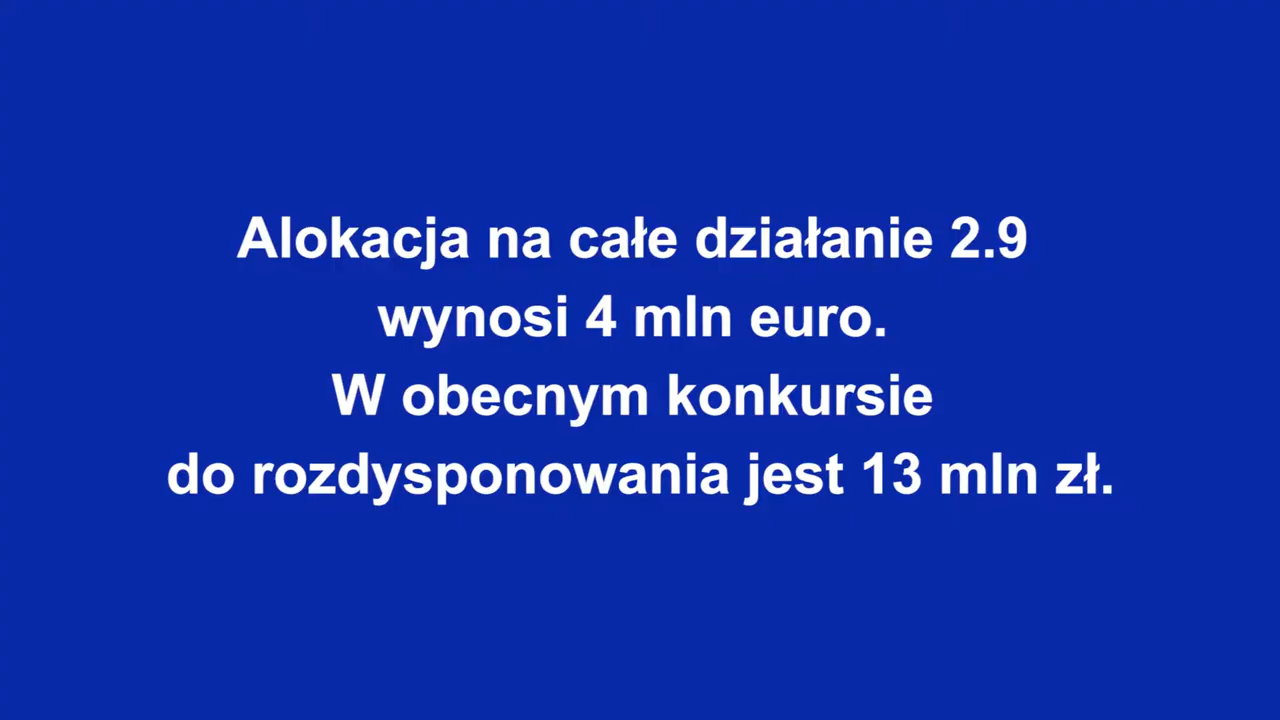 Alokacja na całe działanie 2.9
wynosi 4 mln euro.
W obecnym konkursie
do rozdysponowania jest 13 mln zł.